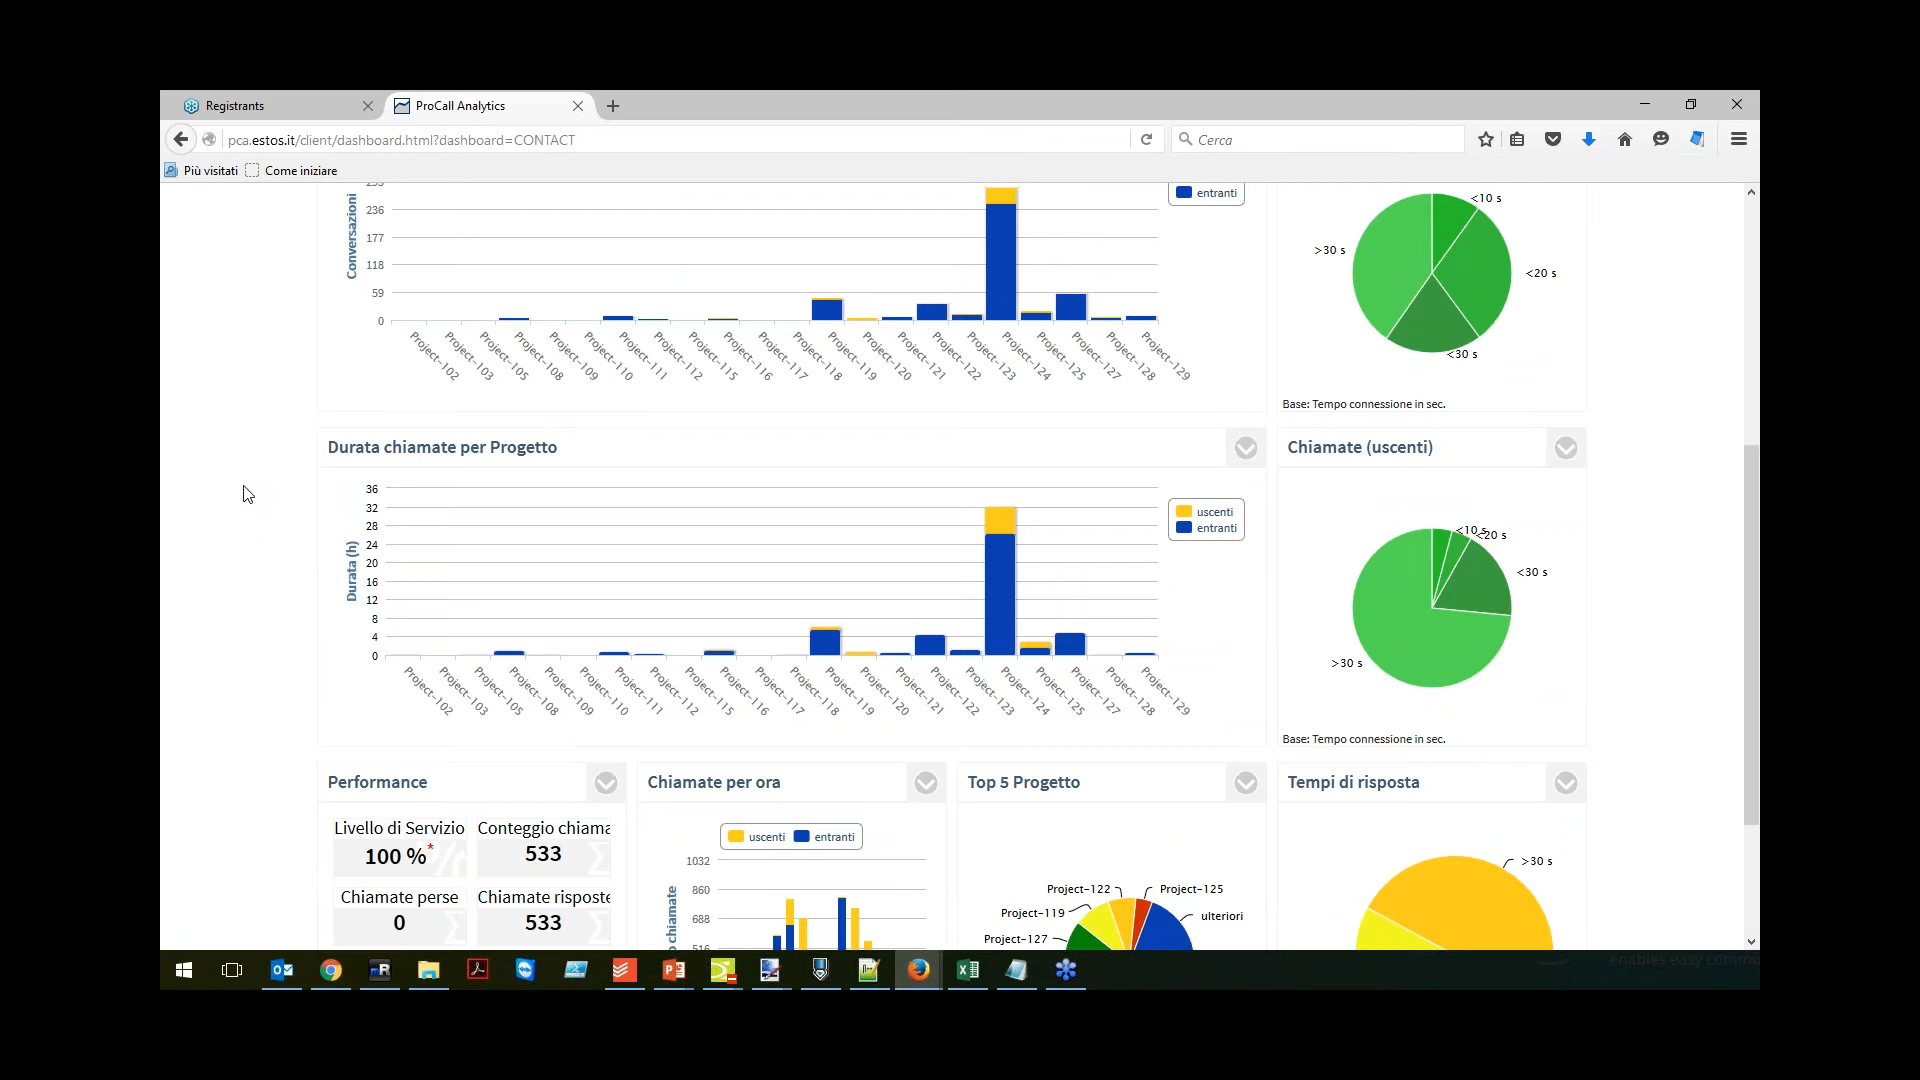 Registrants
ProCall Analytics
pca.estos.it/client/dashboard.html?dashboard=CONTACT
Cerca
Più visitati
Come iniziare
Conversazioni
236
177
118
59
0
Project-102
Project-103
Project-105
Project-108
Project-109
Project-110
Project-111
Project-112
Project-115
Project-116
Project-117
Project-118
Project-119
Project-120
Project-121
Project-122
Project-123
Project-124
Project-125
Project-127
Project-128
Project-129
entranti
<10 s
>30 s
<20 s
<30 s
Base: Tempo connessione in sec.
Durata chiamate per Progetto
Durata (h)
36
32
28
24
20
16
12
8
4
0
Project-102
Project-103
Project-105
Project-108
Project-109
Project-110
Project-111
Project-112
Project-115
Project-116
Project-117
Project-118
Project-119
Project-120
Project-121
Project-122
Project-123
Project-124
Project-125
Project-127
Project-128
Project-129
uscenti
entranti
Chiamate (uscenti)
<10 s
<20 s
<30 s
>30 s
Base: Tempo connessione in sec.
Performance
Livello di Servizio
100 %*
Conteggio chiama
533
Chiamate perse
0
Chiamate risposte
533
Chiamate per ora
uscenti entranti
1032
860
688
516
chiamate
Top 5 Progetto
Project-122
Project-125
Project-119
ulteriori
Project-127
Tempi di risposta
>30 s
enables easy commu